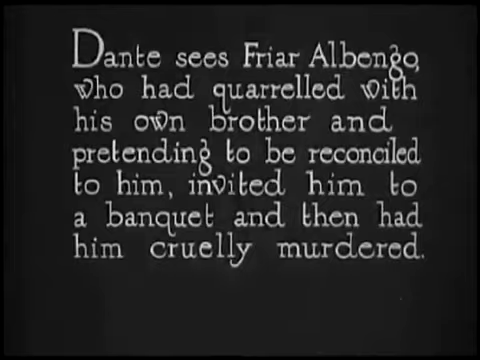 Dante sees Friar Albengo,
who had quarrelled with
his own brother and
pretending to be reconciled
to him, invited him to
a banquet and then had
him cruelly murdered.